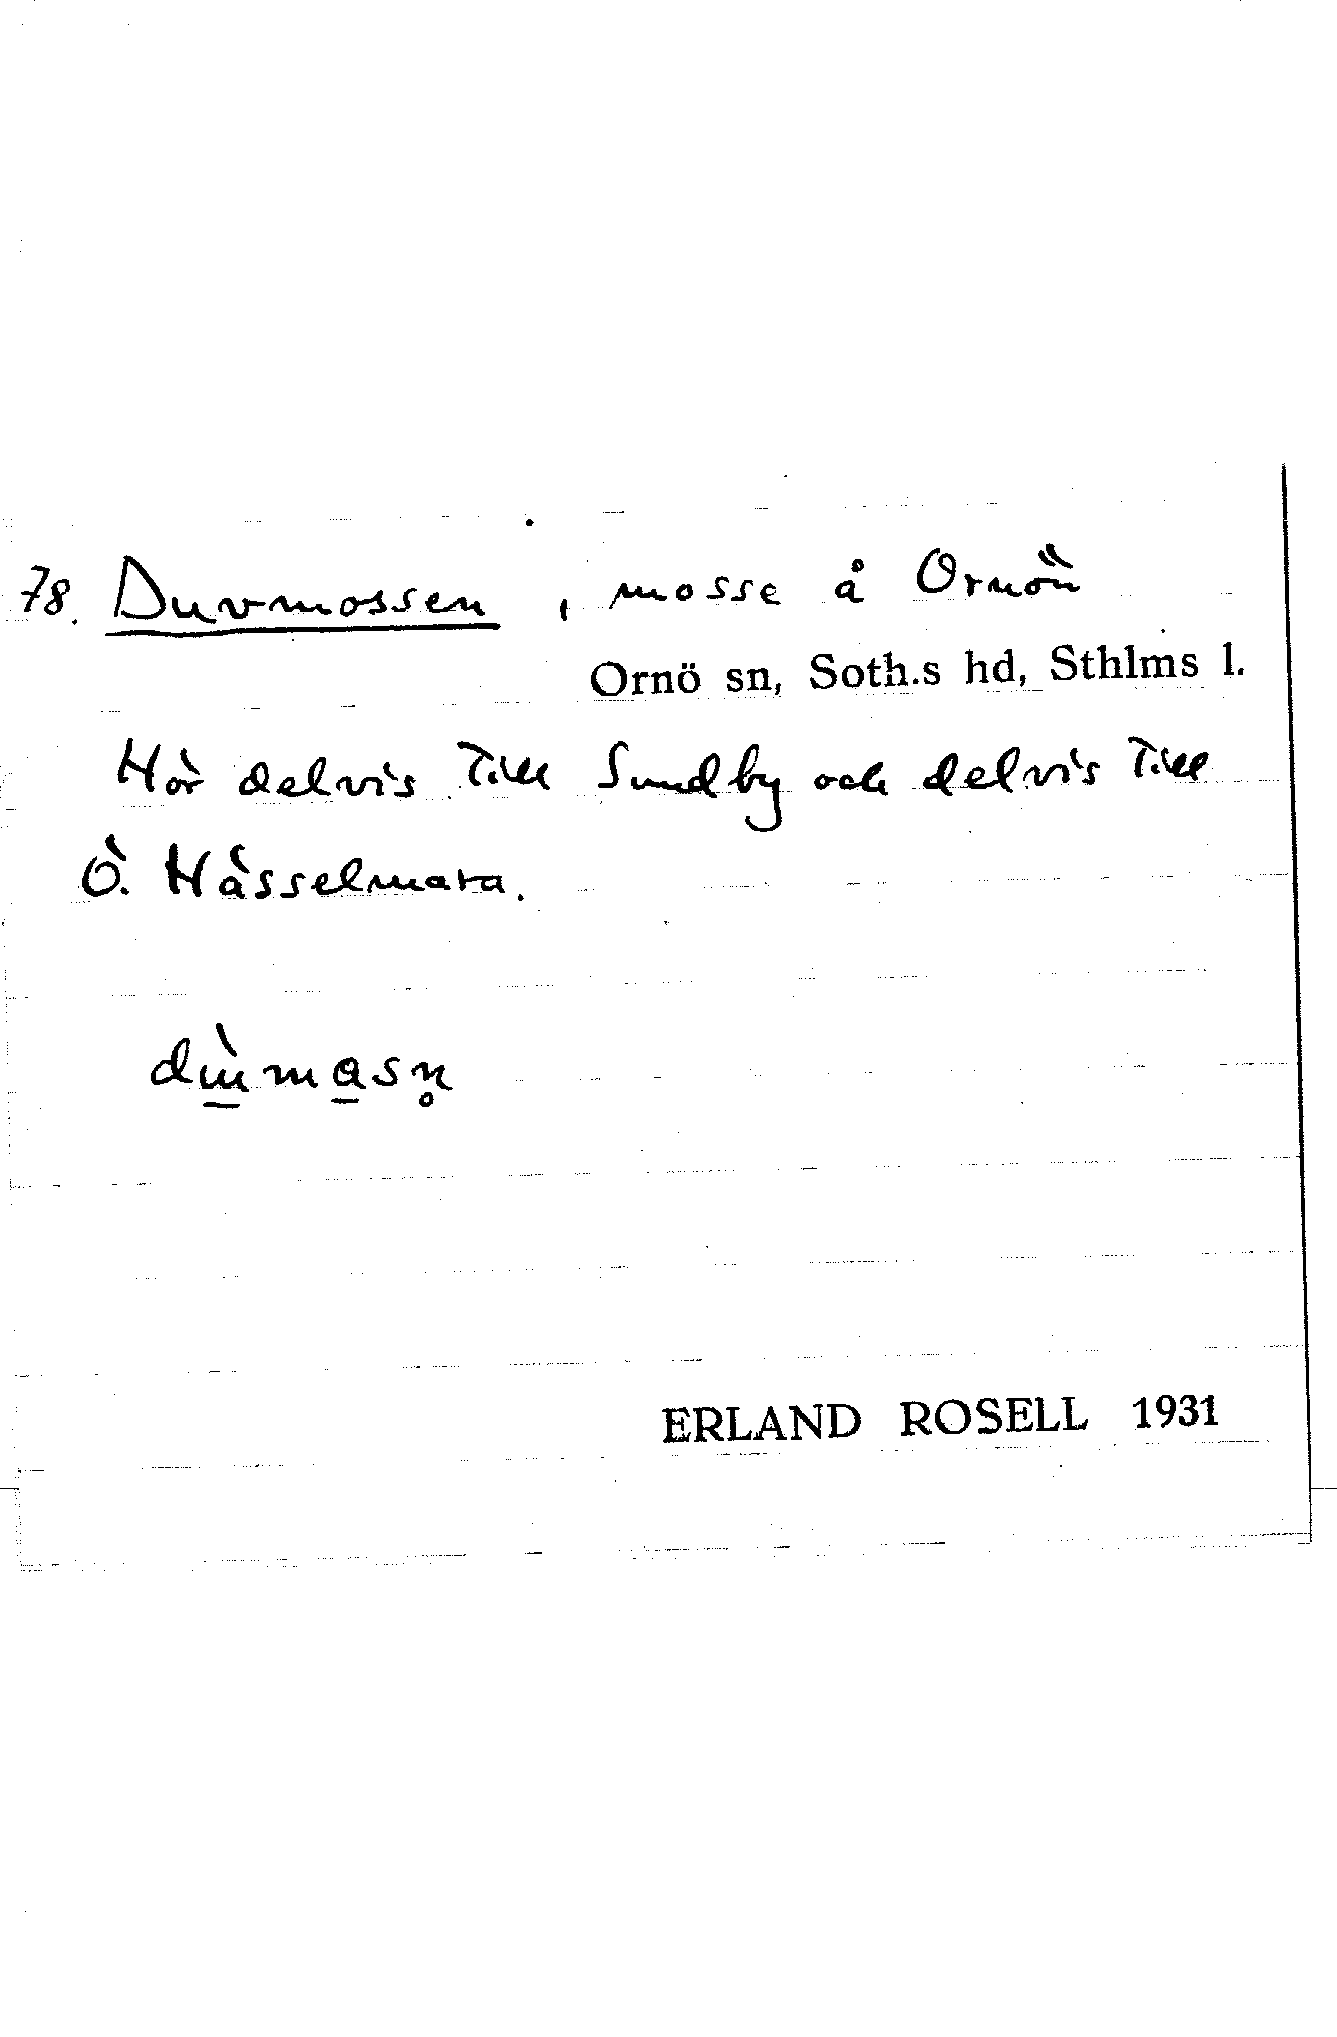 78. Duvmossen, mosse å Ornön
Ornö sn, Soth.s hd, Sthlms l.
Hör delvis till Sundby och delvis till
Ö. Hässelmara.
dùmasn̥
ERLAND ROSELL 1931